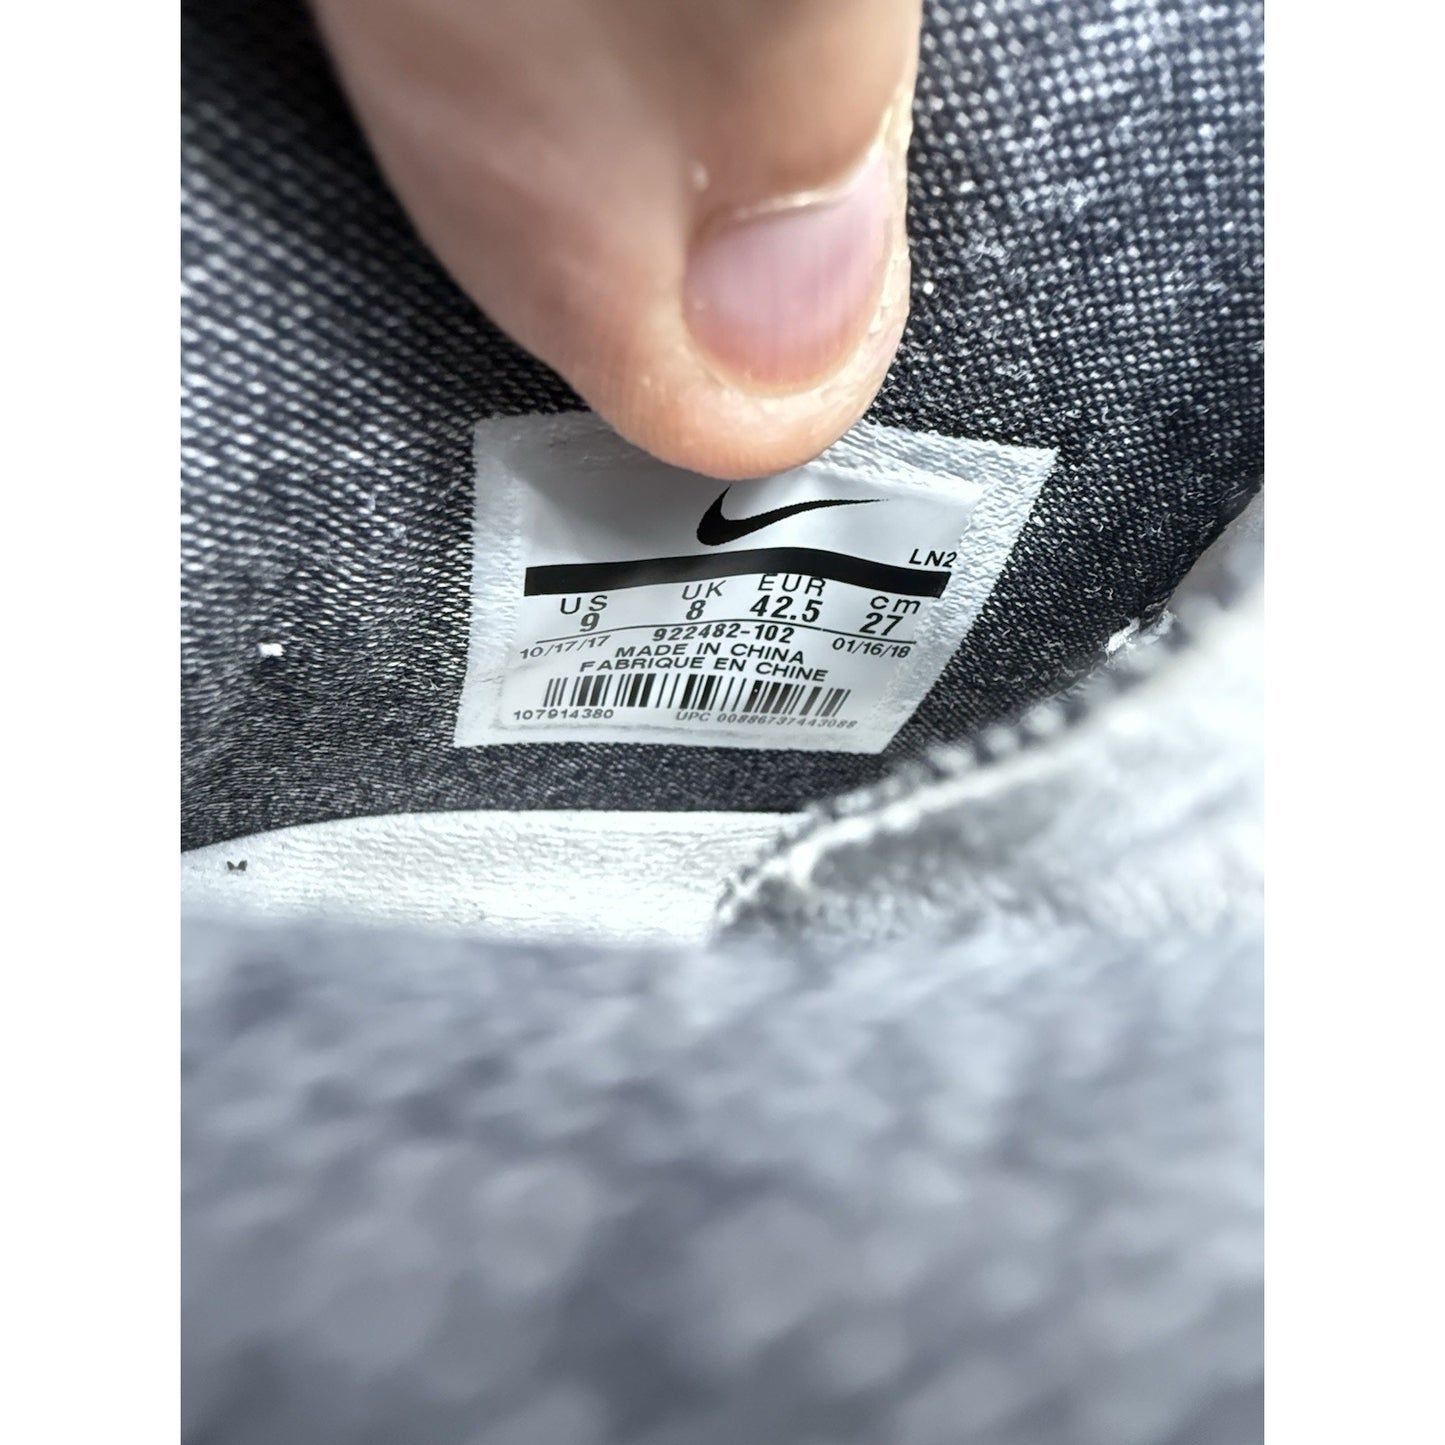 LN2
US UK EUR cm
9 8 42.5 27
922482-102
10/17/17 MADE IN CHINA 01/16/18
FABRIQUE EN CHINE
107914380 UPC 00886737443088